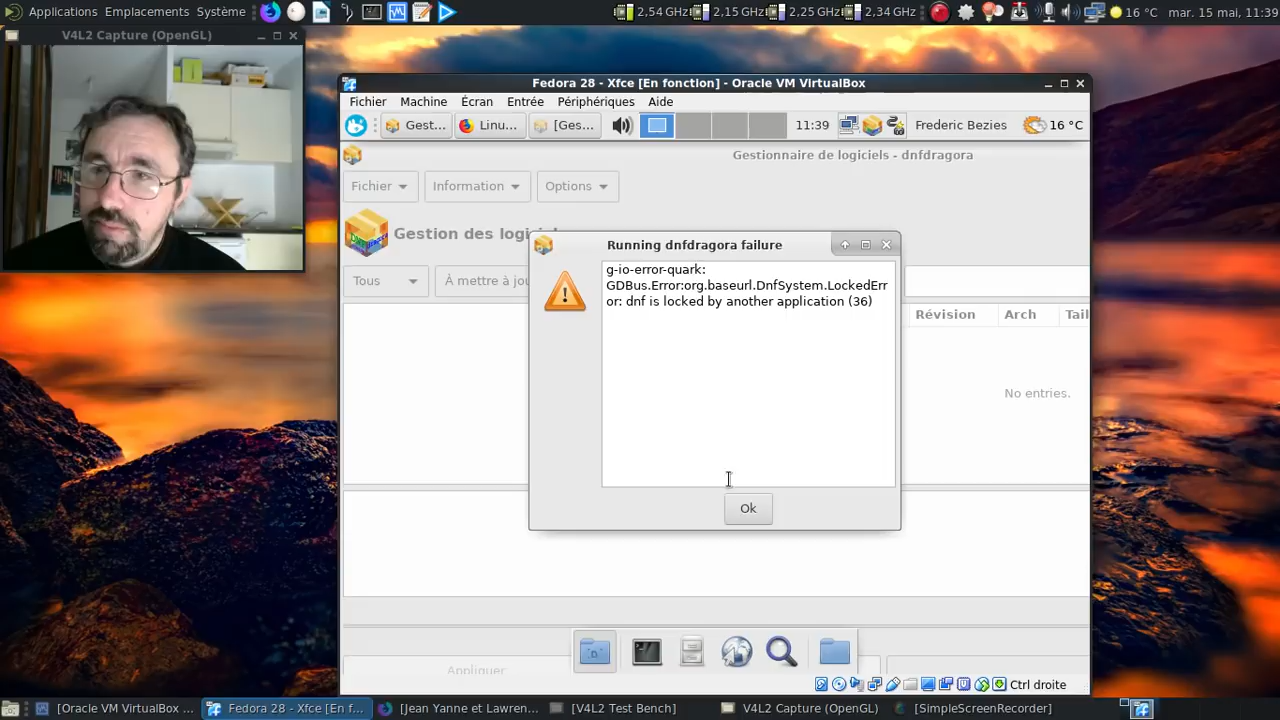 Applications Emplacements Système
2,54 GHz 2,15 GHz 2,25 GHz 2,34 GHz
16 °C mar. 15 mai, 11:39
V4L2 Capture (OpenGL)
Fedora 28 - Xfce [En fonction] - Oracle VM VirtualBox
Fichier Machine Écran Entrée Périphériques Aide
Gest... Linu... [Ges... 11:39 Frederic Bezies 16 °C
Gestionnaire de logiciels - dnfdragora
Fichier Information Options
Gestion des logi
Running dnfdragora failure
g-io-error-quark:
GDBus.Error:org.baseurl.DnfSystem.LockedErr
or: dnf is locked by another application (36)
Tous À mettre à jou
Révision Arch Tail
No entries.
Ok
Appliquer
Ctrl droite
[Oracle VM VirtualBox ... Fedora 28 - Xfce [En f... [Jean Yanne et Lawren... [V4L2 Test Bench] V4L2 Capture (OpenGL) [SimpleScreenRecorder]